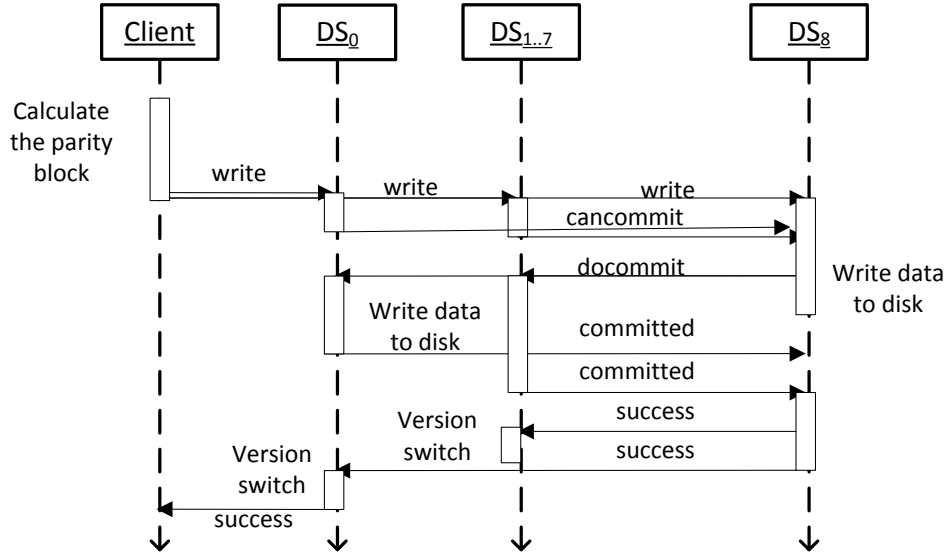 Client
DS0
DS1..7
DS8
Calculate
the parity
block
write
write
write
cancommit
docommit
Write data
to disk
Write data
to disk
committed
committed
success
Version
switch
success
Version
switch
success